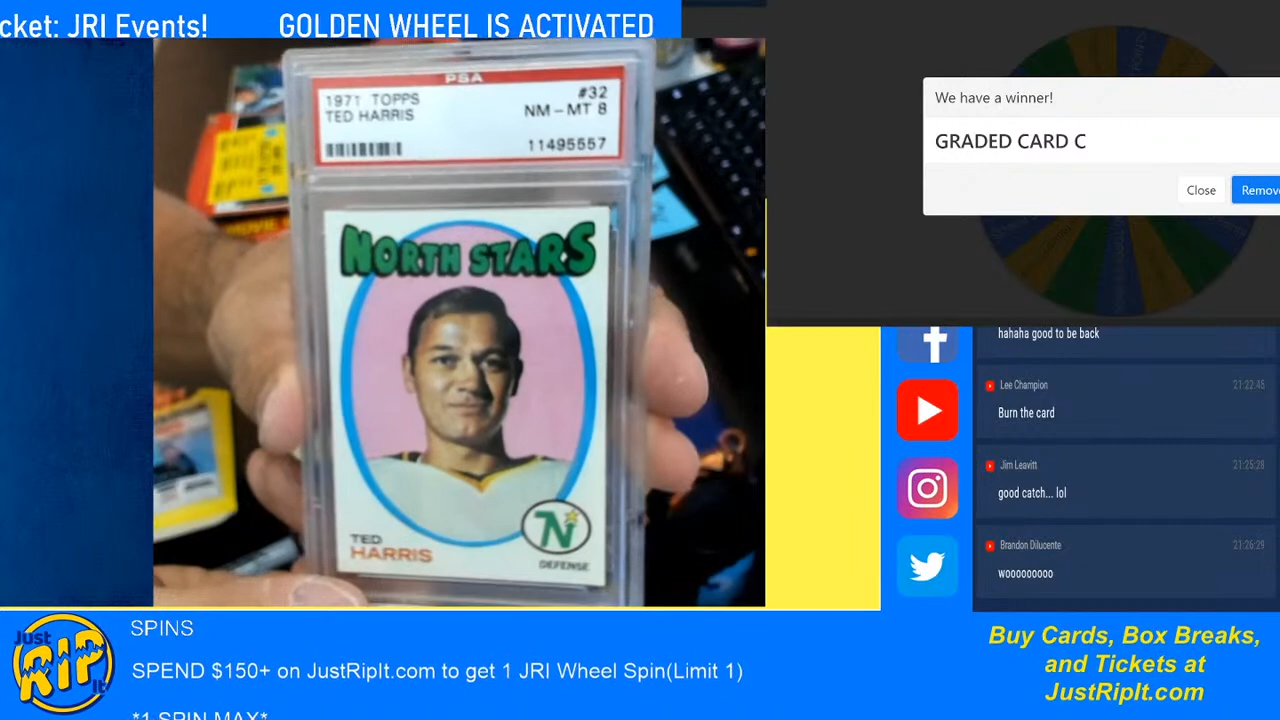 cket: JRI Events! GOLDEN WHEEL IS ACTIVATED
PSA
1971 TOPPS #32
TED HARRIS NM-MT 8
11495557
NORTH STARS
TED
HARRIS
N
DEFENSE
We have a winner!
GRADED CARD C
Close Remove
hahaha good to be back
Lee Champion 21:22:45
Burn the card
Jim Leavitt 21:25:28
good catch... lol
Brandon Dilucente 21:26:29
wooooooooo
Just
RIP
It
SPINS
SPEND $150+ on JustRipIt.com to get 1 JRI Wheel Spin(Limit 1)
*1 SPIN MAX*
Buy Cards, Box Breaks,
and Tickets at
JustRipIt.com